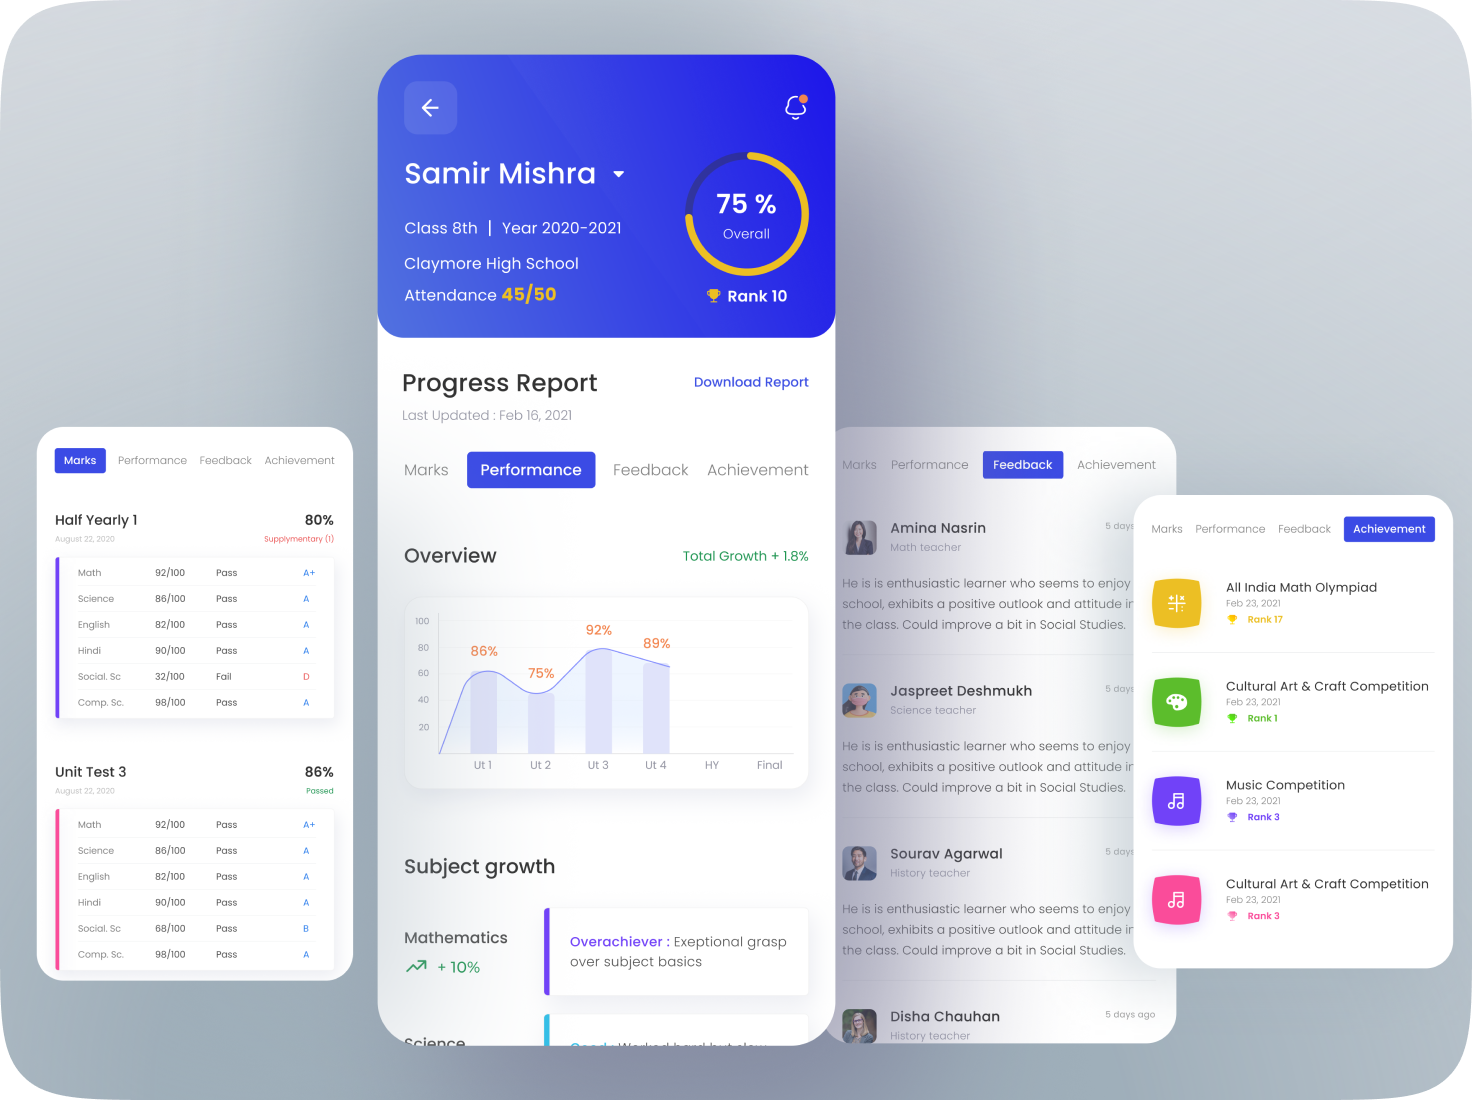 Samir Mishra
Class 8th | Year 2020-2021
Claymore High School
Attendance 45/50
75 %
Overall
Rank 10
Progress Report
Download Report
Last Updated : Feb 16, 2021
Marks Performance Feedback Achievement
Overview
Total Growth + 1.8%
100
80
60
40
20
86%
75%
92%
89%
Ut 1 Ut 2 Ut 3 Ut 4 HY Final
Subject growth
Mathematics
+ 10%
Overachiever : Exeptional grasp
over subject basics
Science
Good : Worked hard but slow
Marks Performance Feedback Achievement
Half Yearly 1 80%
August 22, 2020 Supplymentary (1)
Math 92/100 Pass A+
Science 86/100 Pass A
English 82/100 Pass A
Hindi 90/100 Pass A
Social. Sc 32/100 Fail D
Comp. Sc. 98/100 Pass A
Unit Test 3 86%
August 22, 2020 Passed
Math 92/100 Pass A+
Science 86/100 Pass A
English 82/100 Pass A
Hindi 90/100 Pass A
Social. Sc 68/100 Pass B
Comp. Sc. 98/100 Pass A
Marks Performance Feedback Achievement
Amina Nasrin 5 days
Math teacher
He is is enthusiastic learner who seems to enjoy
school, exhibits a positive outlook and attitude in
the class. Could improve a bit in Social Studies.
Jaspreet Deshmukh 5 days
Science teacher
He is is enthusiastic learner who seems to enjoy
school, exhibits a positive outlook and attitude in
the class. Could improve a bit in Social Studies.
Sourav Agarwal 5 days
History teacher
He is is enthusiastic learner who seems to enjoy
school, exhibits a positive outlook and attitude in
the class. Could improve a bit in Social Studies.
Disha Chauhan 5 days ago
History teacher
Marks Performance Feedback Achievement
All India Math Olympiad
Feb 23, 2021
Rank 17
Cultural Art & Craft Competition
Feb 23, 2021
Rank 1
Music Competition
Feb 23, 2021
Rank 3
Cultural Art & Craft Competition
Feb 23, 2021
Rank 3